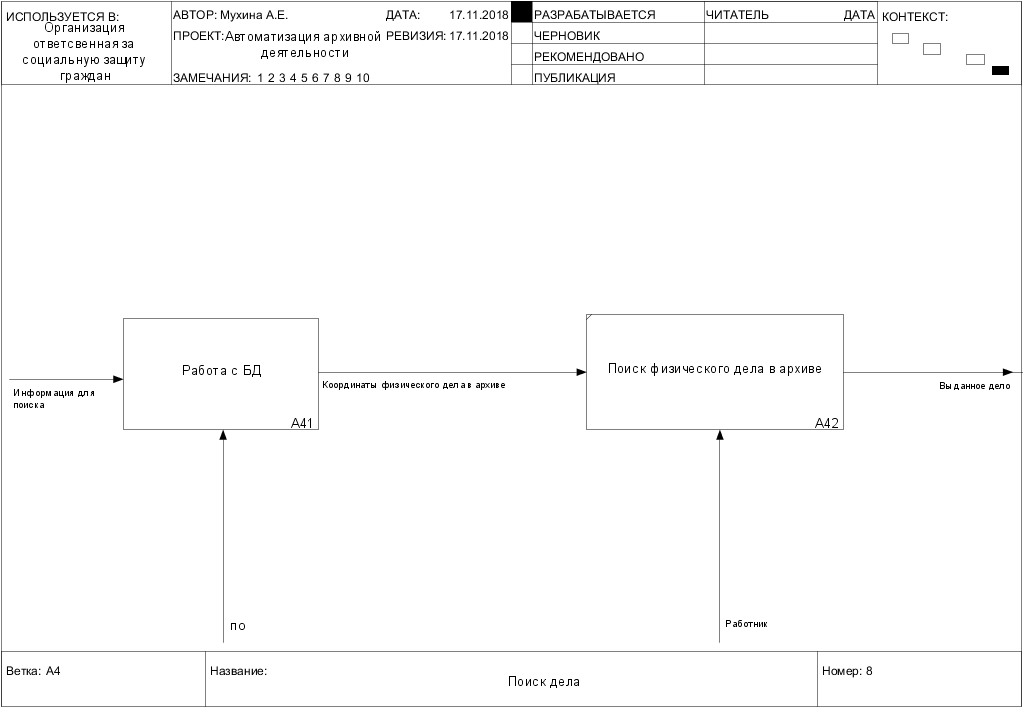 ИСПОЛЬЗУЕТСЯ В:
Организация
ответсвенная за
социальную защиту
граждан
АВТОР: Мухина А.Е.
ДАТА: 17.11.2018
ПРОЕКТ:Автоматизация архивной
деятельности
РЕВИЗИЯ: 17.11.2018
ЗАМЕЧАНИЯ: 1 2 3 4 5 6 7 8 9 10
РАЗРАБАТЫВАЕТСЯ
ЧЕРНОВИК
РЕКОМЕНДОВАНО
ПУБЛИКАЦИЯ
ЧИТАТЕЛЬ ДАТА
КОНТЕКСТ:
Информация для
поиска
Работа с БД
А41
Координаты физического дела в архиве
Поиск физического дела в архиве
А42
Выданное дело
по
Работник
Ветка: А4
Название:
Поиск дела
Номер: 8